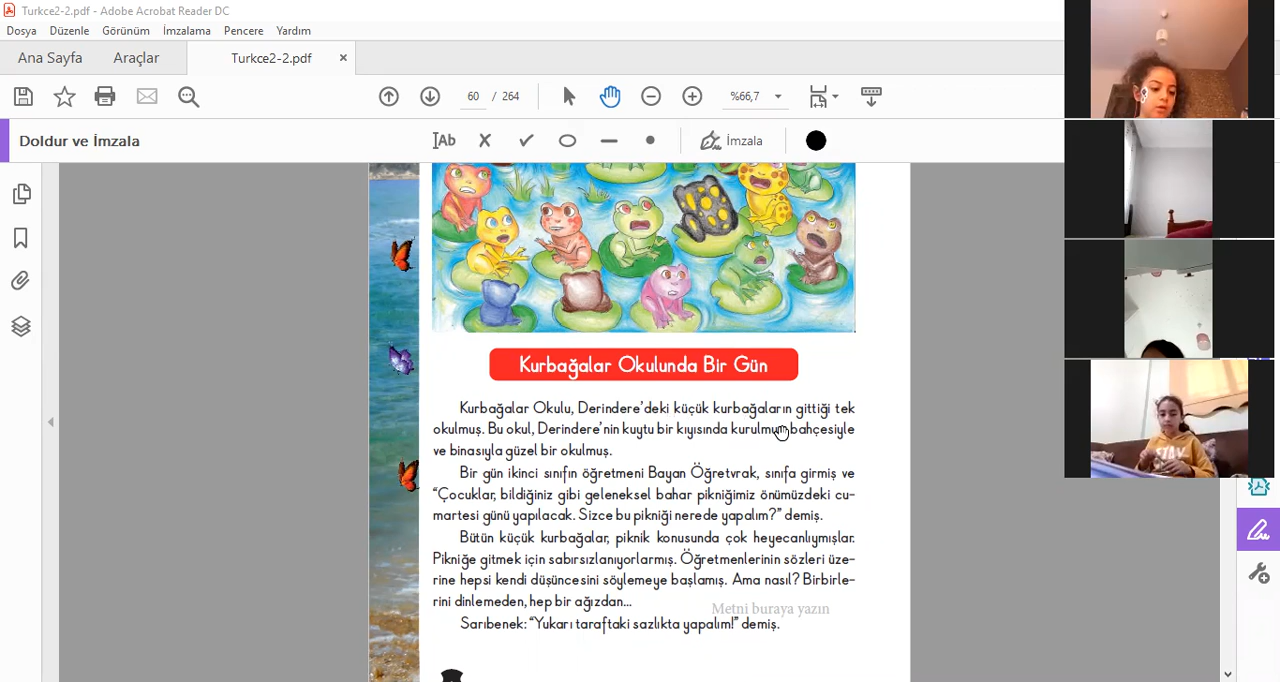 Turkce2-2.pdf - Adobe Acrobat Reader DC
Dosya Düzenle Görünüm İmzalama Pencere Yardım
Ana Sayfa Araçlar Turkce2-2.pdf ×
60 / 264 %66,7
Doldur ve İmzala Ab İmzala
Kurbağalar Okulunda Bir Gün
Kurbağalar Okulu, Derindere'deki küçük kurbağaların gittiği tek
okulmuş. Bu okul, Derindere'nin kuytu bir kıyısında kurulmuş bahçesiyle
ve binasıyla güzel bir okulmuş.
Bir gün ikinci sınıfın öğretmeni Bayan Öğretvrak, sınıfa girmiş ve
"Çocuklar, bildiğiniz gibi geleneksel bahar pikniğimiz önümüzdeki cu-
martesi günü yapılacak. Sizce bu pikniği nerede yapalım?" demiş.
Bütün küçük kurbağalar, piknik konusunda çok heyecanlıymışlar.
Pikniğe gitmek için sabırsızlanıyorlarmış. Öğretmenlerinin sözleri üze-
rine hepsi kendi düşüncesini söylemeye başlamış. Ama nasıl? Birbirle-
rini dinlemeden, hep bir ağızdan...
Metni buraya yazın
Sarıbenek: "Yukarı taraftaki sazlıkta yapalım!" demiş.